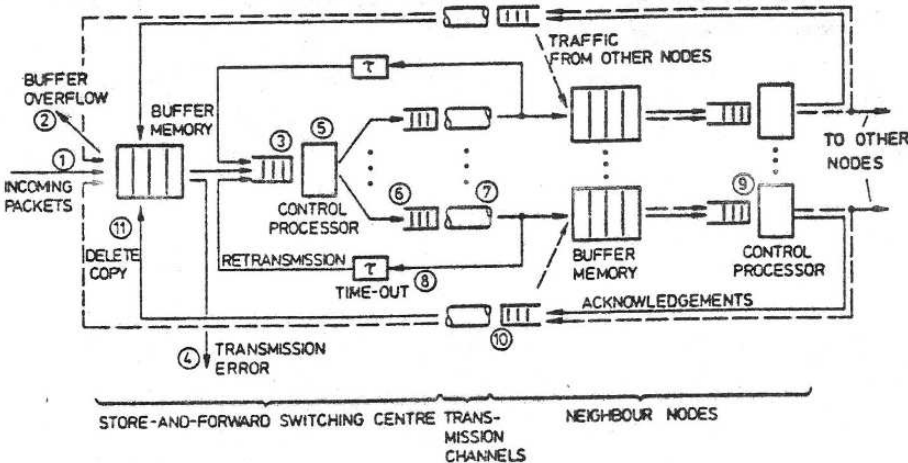 TRAFFIC
FROM OTHER NODES
BUFFER
OVERFLOW
②
τ
BUFFER
MEMORY
③
⑤
TO OTHER
NODES
①
INCOMING
PACKETS
⑥
⑦
⑨
CONTROL
PROCESSOR
⑪
DELETE
COPY
RETRANSMISSION
τ
TIME-OUT ⑧
BUFFER
MEMORY
CONTROL
PROCESSOR
ACKNOWLEDGEMENTS
⑩
④ TRANSMISSION
ERROR
STORE-AND-FORWARD SWITCHING CENTRE
TRANS-
MISSION
CHANNELS
NEIGHBOUR NODES